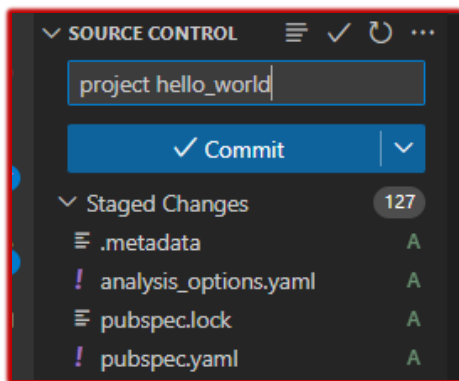 SOURCE CONTROL
project hello_world
Commit
Staged Changes 127
.metadata A
! analysis_options.yaml A
pubspec.lock A
! pubspec.yaml A